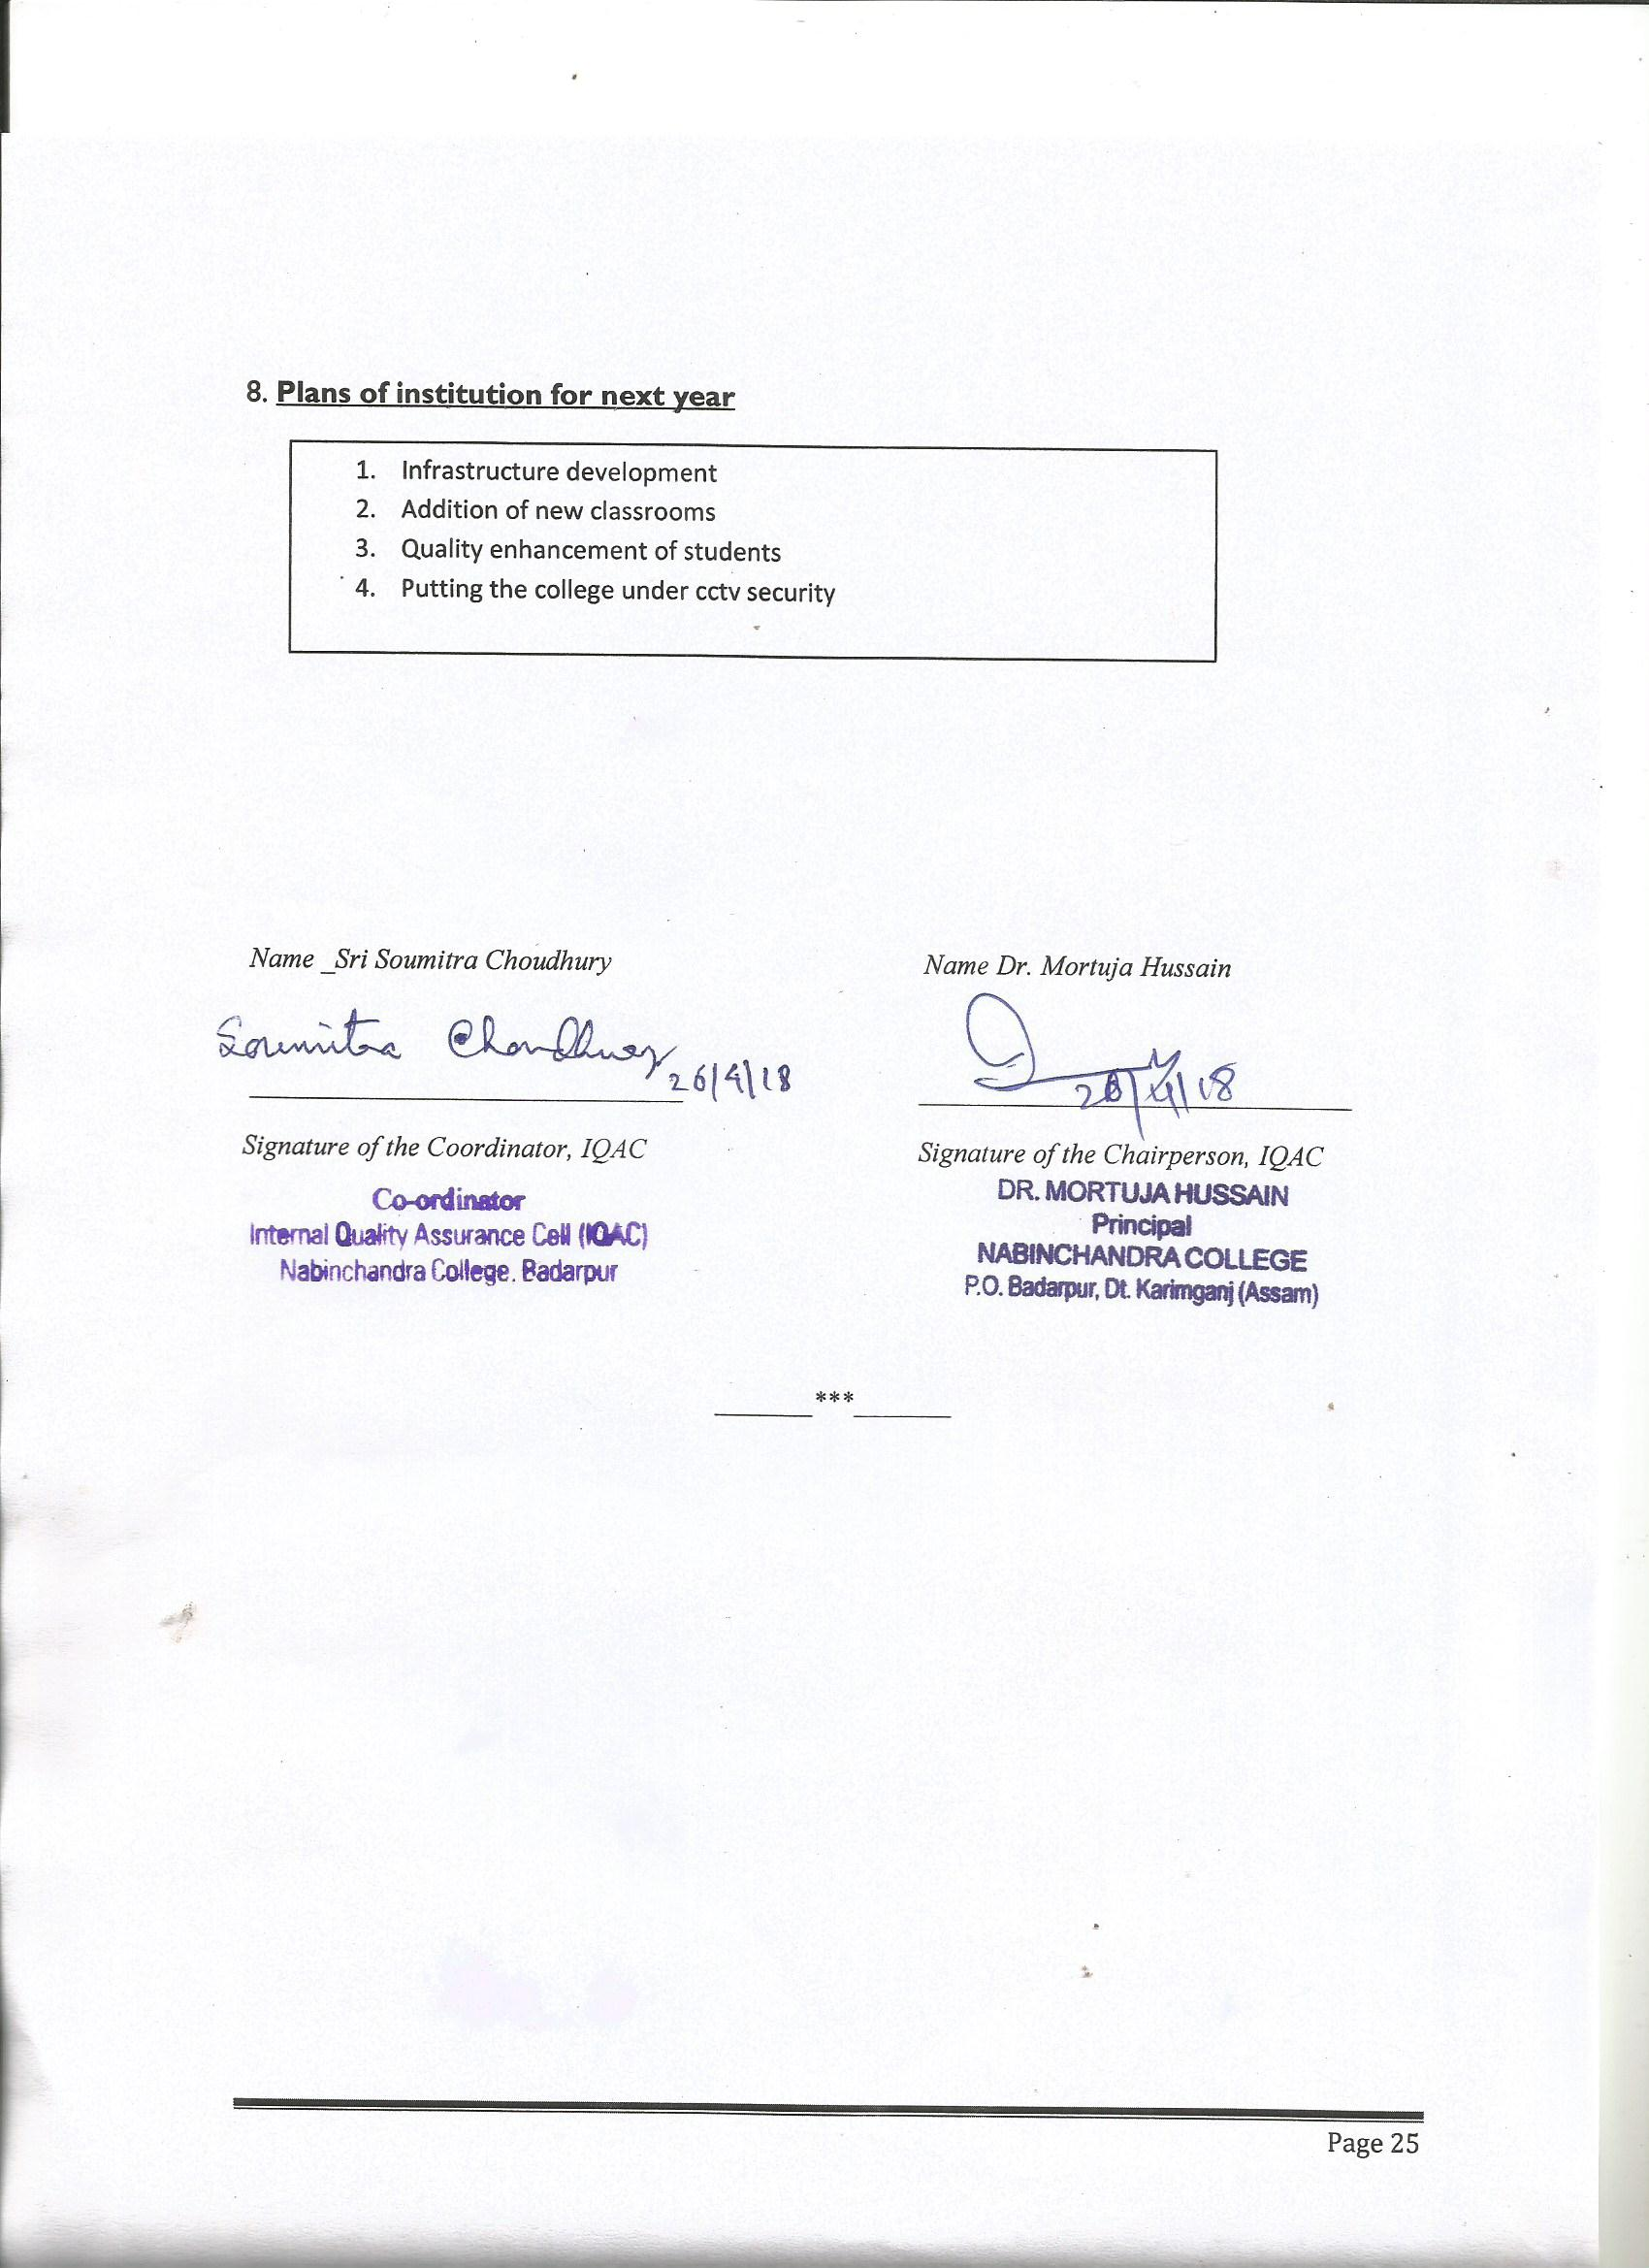 8. Plans of institution for next year
1. Infrastructure development
2. Addition of new classrooms
3. Quality enhancement of students
4. Putting the college under cctv security
Name _Sri Soumitra Choudhury
Name Dr. Mortuja Hussain
Soumitra Choudhury 26/4/18
26/4/18
Signature of the Coordinator, IQAC
Signature of the Chairperson, IQAC
Co-ordinator
Internal Quality Assurance Cell (IQAC)
Nabinchandra College. Badarpur
DR. MORTUJA HUSSAIN
Principal
NABINCHANDRA COLLEGE
P.O. Badarpur, Dt. Karimganj (Assam)
_______***_______
Page 25